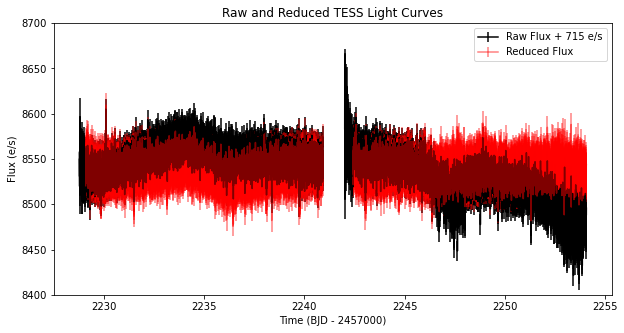 Raw and Reduced TESS Light Curves
Raw Flux + 715 e/s
Reduced Flux
Flux (e/s)
8700
8650
8600
8550
8500
8450
8400
2230
2235
2240
2245
2250
2255
Time (BJD - 2457000)